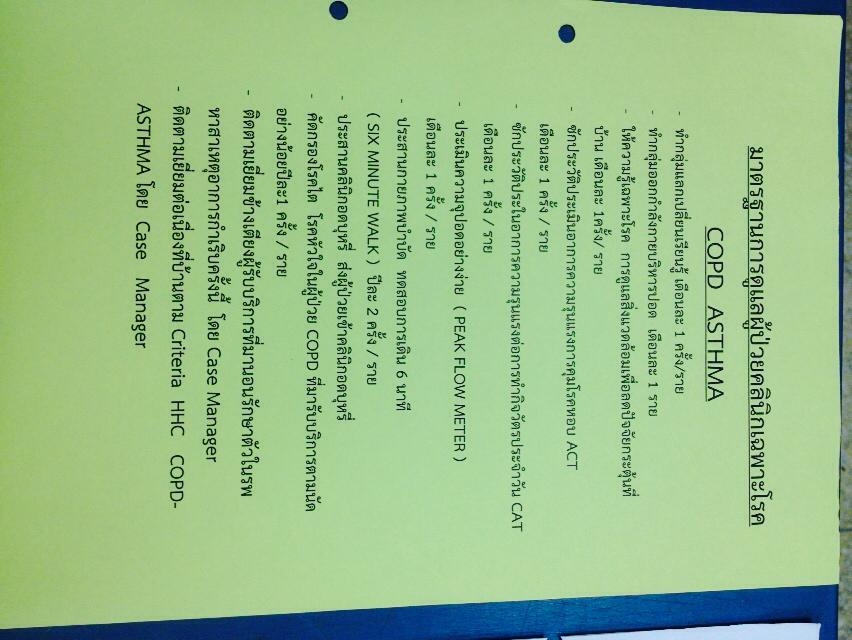 มาตรฐานการดูแลผู้ป่วยคลินิกเฉพาะโรค
COPD ASTHMA
- ทำกลุ่มแลกเปลี่ยนเรียนรู้ เดือนละ 1 ครั้ง/ราย
- ทำกลุ่มออกกำลังกายบริหารปอด เดือนละ 1 ราย
- ให้ความรู้เฉพาะโรค การดูแลสิ่งแวดล้อมเพื่อลดปัจจัยกระตุ้นที่
บ้าน เดือนละ 1ครั้ง/ ราย
- ซักประวัติประเมินอาการความรุนแรงการคุมโรคหอบ ACT
เดือนละ 1 ครั้ง / ราย
- ซักประวัติประเมินอาการความรุนแรงต่อการทำกิจวัตรประจำวัน CAT
เดือนละ 1 ครั้ง / ราย
- ประเมินความจุปอดอย่างง่าย ( PEAK FLOW METER )
เดือนละ 1 ครั้ง / ราย
- ประสานกายภาพบำบัด ทดสอบการเดิน 6 นาที
( SIX MINUTE WALK ) ปีละ 2 ครั้ง / ราย
- ประสานคลินิกอดบุหรี่ ส่งผู้ป่วยเข้าคลินิกอดบุหรี่
- คัดกรองโรคไต โรคหัวใจในผู้ป่วย COPD ที่มารับบริการตามนัด
อย่างน้อยปีละ1 ครั้ง / ราย
- ติดตามเยี่ยมข้างเตียงผู้รับบริการที่มานอนรักษาตัวในรพ
หาสาเหตุอาการกำเริบครั้งนี้ โดย Case Manager
- ติดตามเยี่ยมต่อเนื่องที่บ้านตาม Criteria HHC COPD-
ASTHMA โดย Case Manager